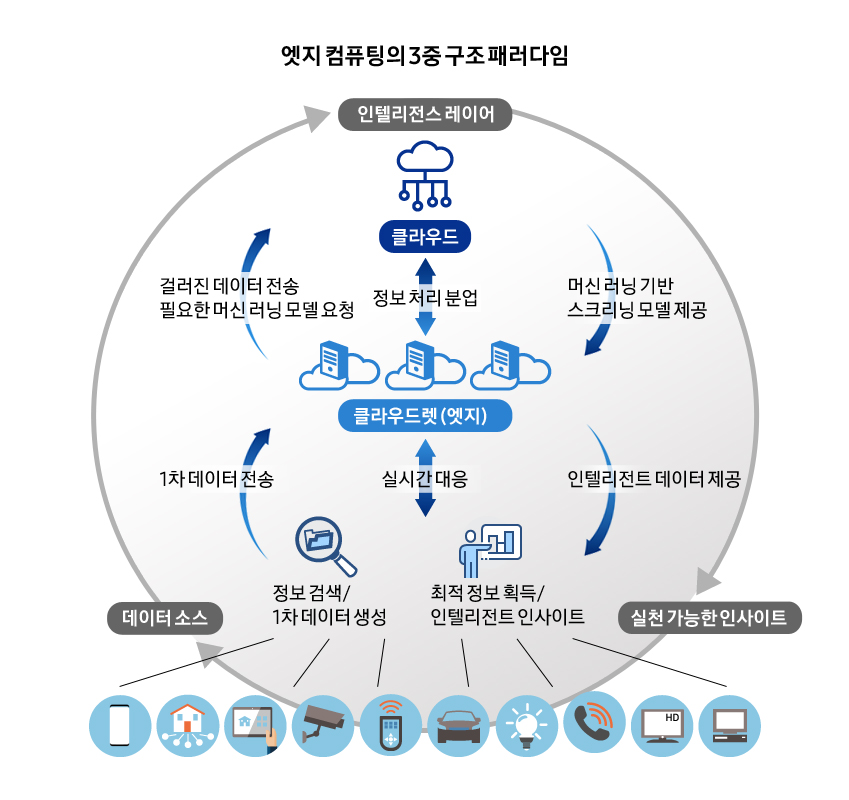 엣지 컴퓨팅의 3중 구조 패러다임
인텔리전스 레이어
클라우드
걸러진 데이터 전송
필요한 머신 러닝 모델 요청
정보 처리 분업
머신 러닝 기반
스크리닝 모델 제공
클라우드렛 (엣지)
1차 데이터 전송
실시간 대응
인텔리전트 데이터 제공
정보 검색/
1차 데이터 생성
최적 정보 획득/
인텔리전트 인사이트
데이터 소스
실천 가능한 인사이트
HD